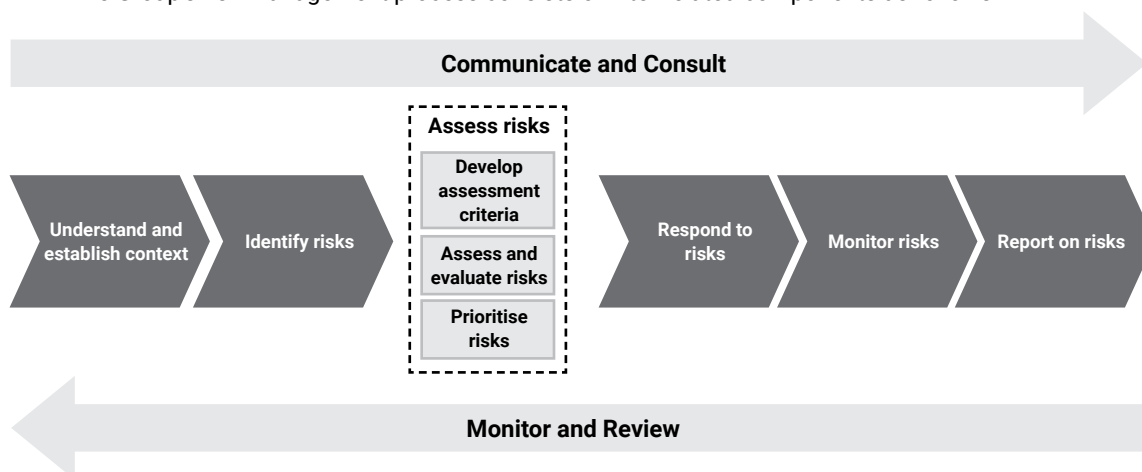 Communicate and Consult
Assess risks
Develop
assessment
criteria
Assess and
evaluate risks
Prioritise
risks
Understand and
establish context
Identify risks
Respond to
risks
Monitor risks
Report on risks
Monitor and Review